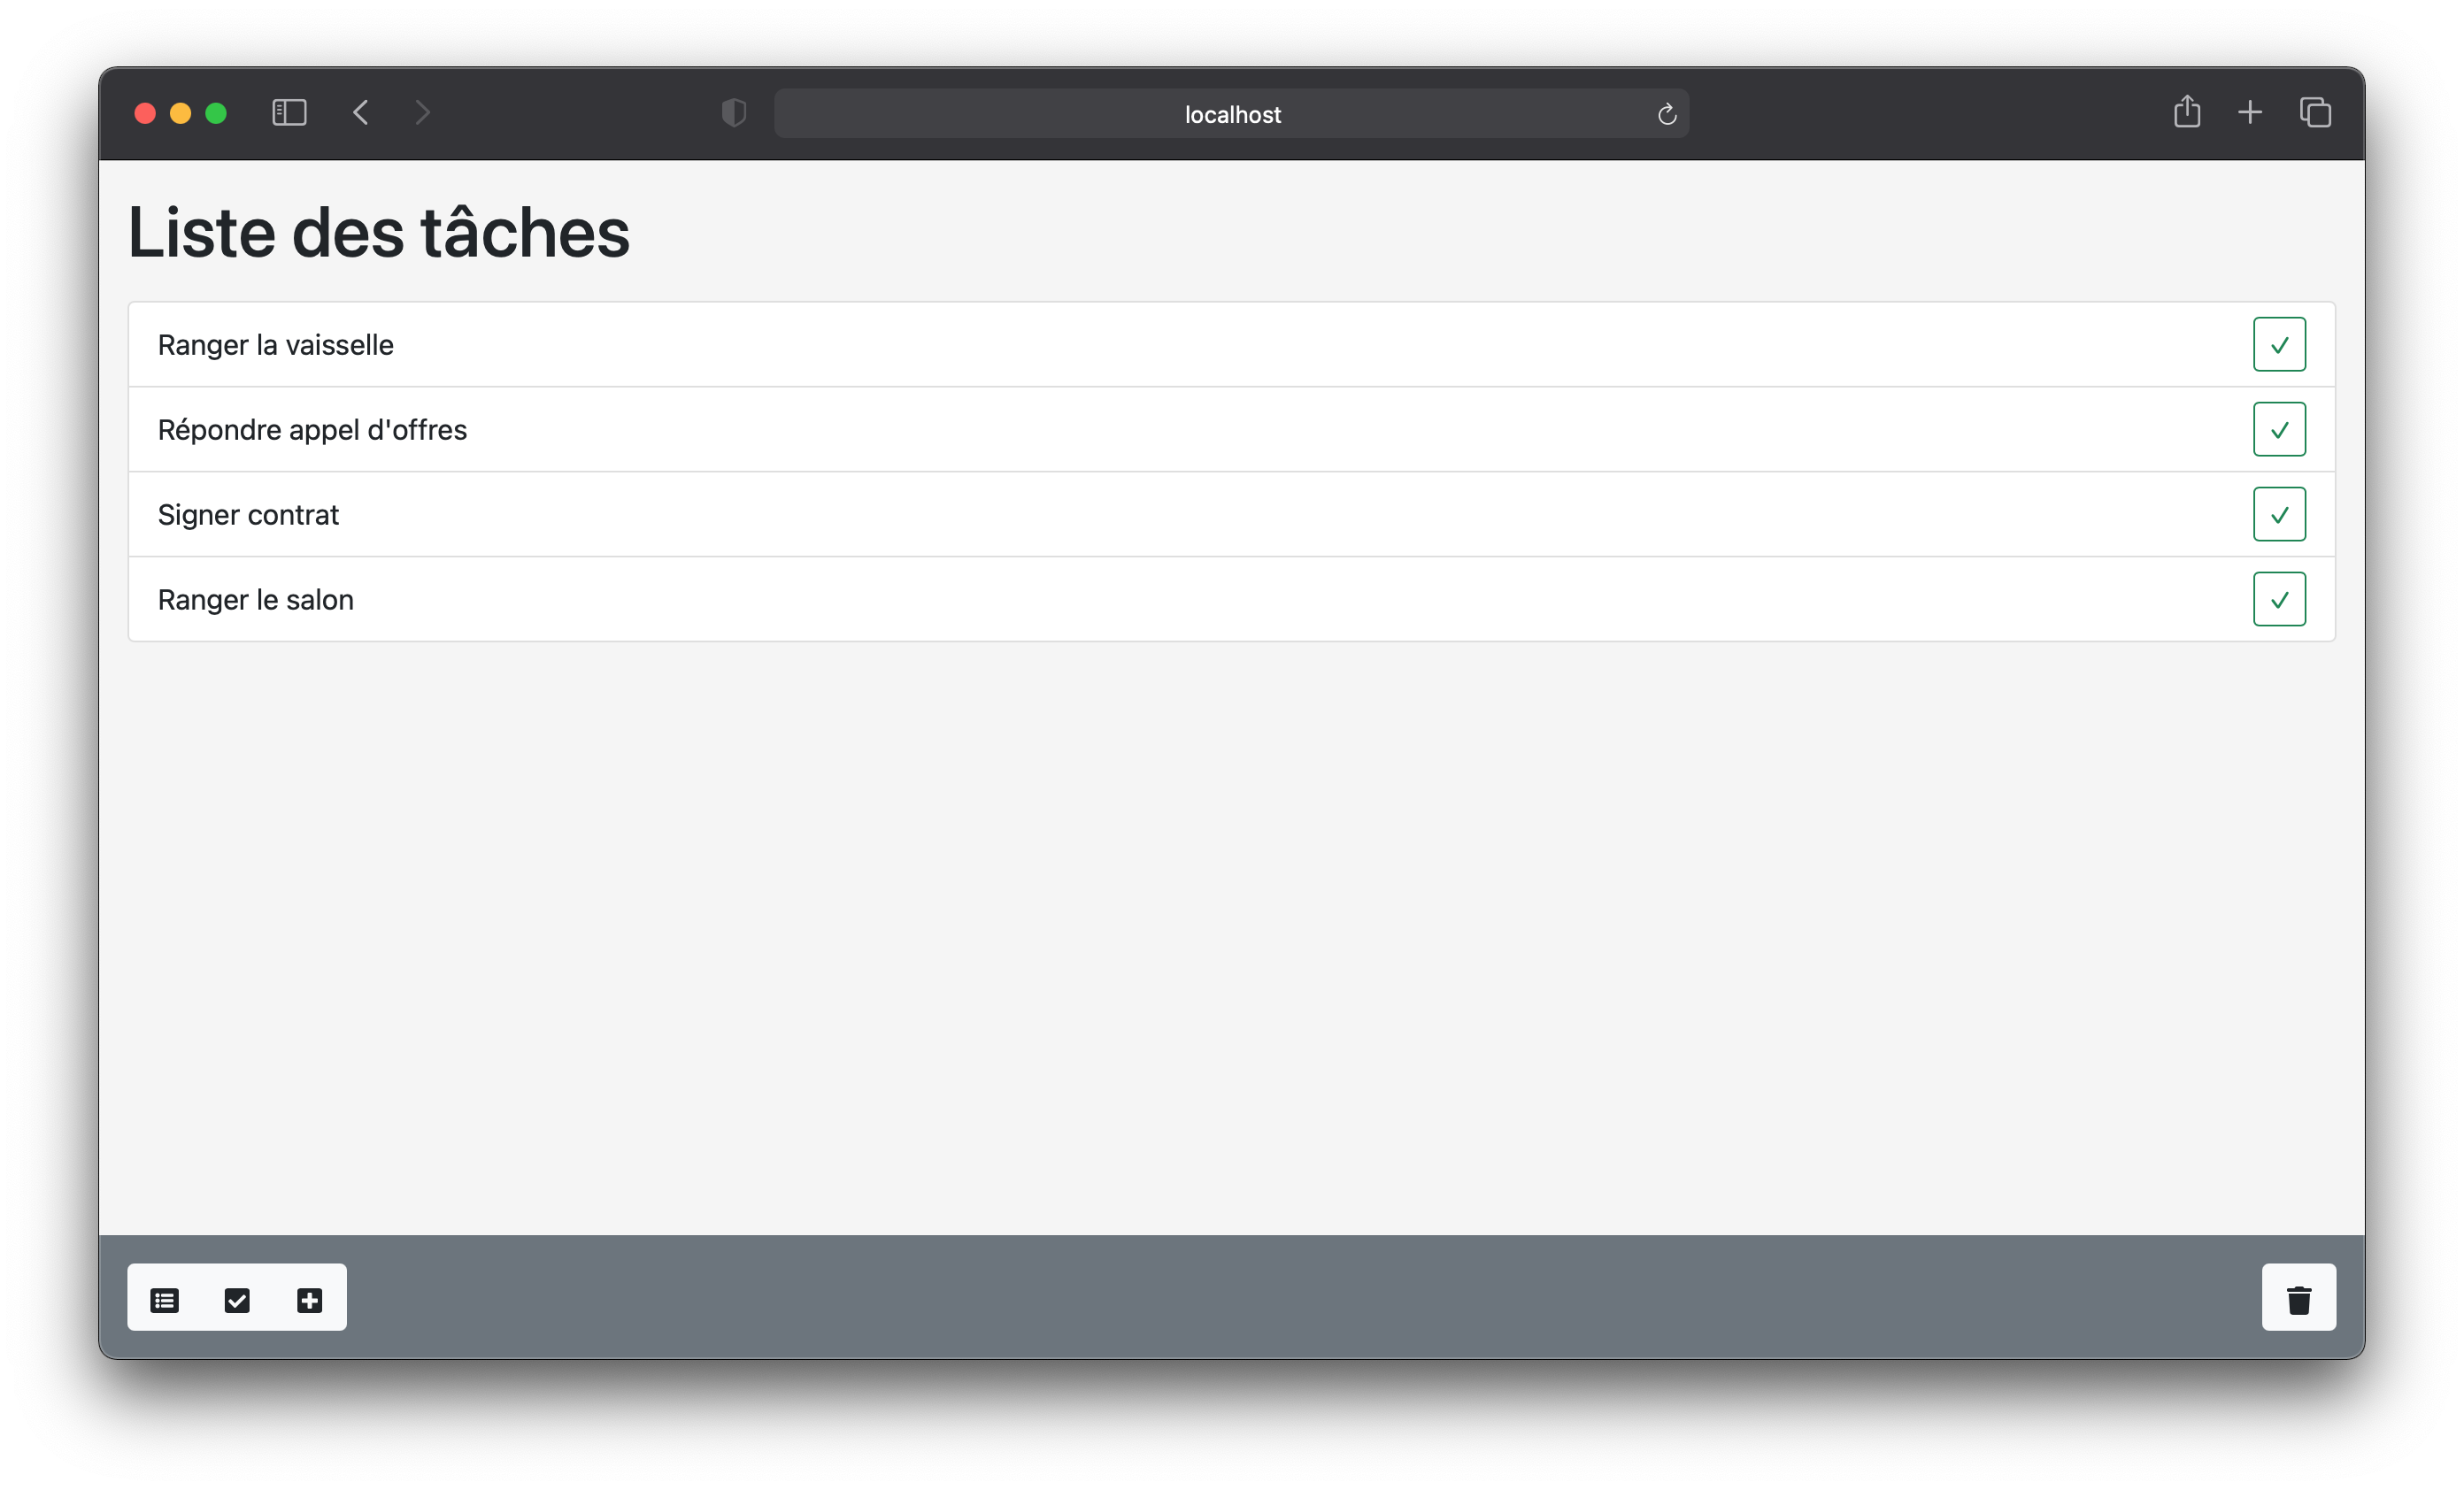 localhost
Liste des tâches
Ranger la vaisselle
Répondre appel d'offres
Signer contrat
Ranger le salon